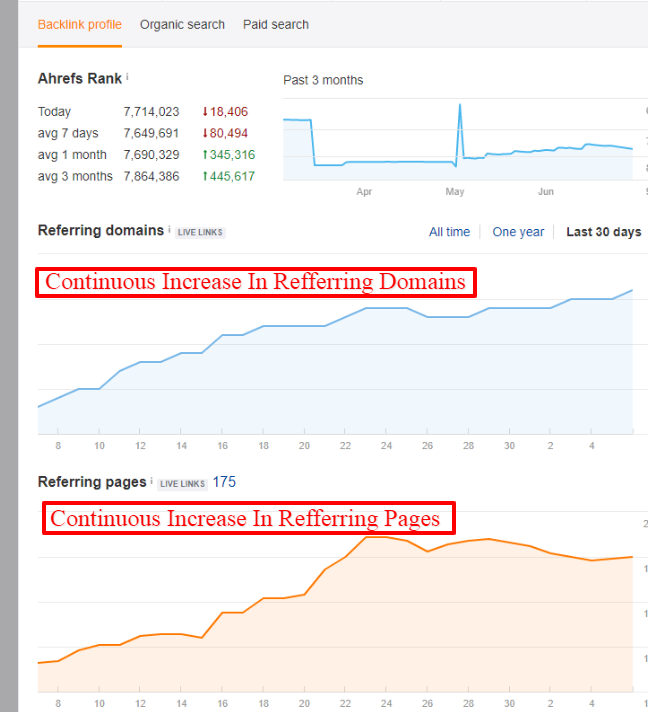 Backlink profile Organic search Paid search
Ahrefs Rank i
Past 3 months
Today 7,714,023 ↓18,406
avg 7 days 7,649,691 ↓80,494
avg 1 month 7,690,329 ↑345,316
avg 3 months 7,864,386 ↑445,617
Apr May Jun
Referring domains i LIVE LINKS All time One year Last 30 days
Continuous Increase In Refferring Domains
8 10 12 14 16 18 20 22 24 26 28 30 2 4
Referring pages i LIVE LINKS 175
Continuous Increase In Refferring Pages
8 10 12 14 16 18 20 22 24 26 28 30 2 4